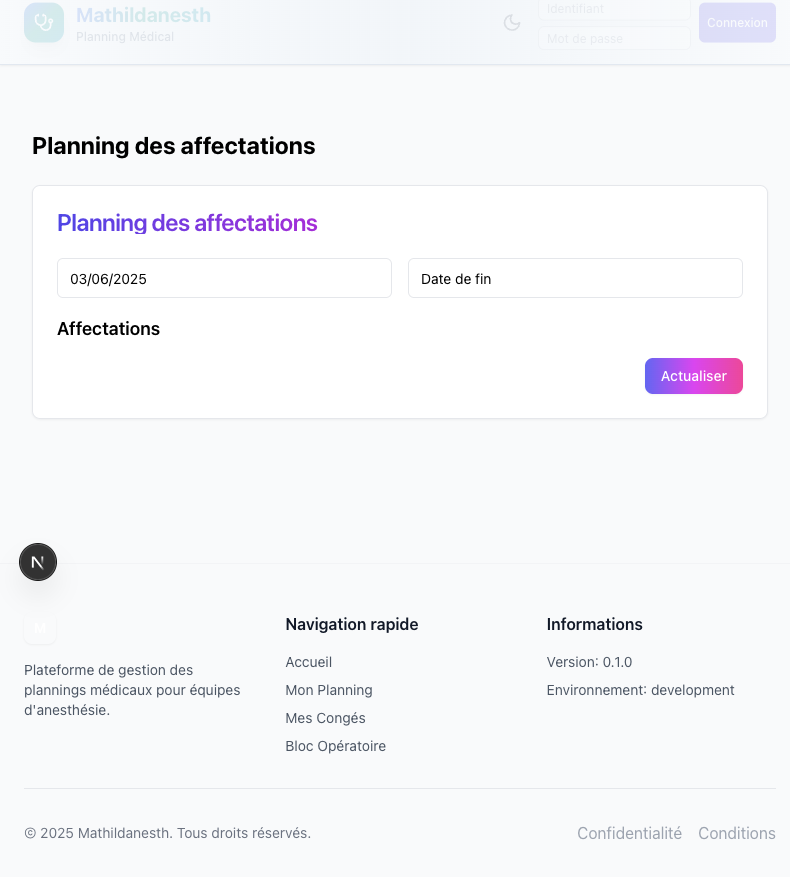 Mathildanesth
Planning Médical
Identifiant
Mot de passe
Connexion
Planning des affectations
Planning des affectations
03/06/2025
Date de fin
Affectations
Actualiser
N
M
Plateforme de gestion des
plannings médicaux pour équipes
d'anesthésie.
Navigation rapide
Accueil
Mon Planning
Mes Congés
Bloc Opératoire
Informations
Version: 0.1.0
Environnement: development
© 2025 Mathildanesth. Tous droits réservés.
Confidentialité
Conditions